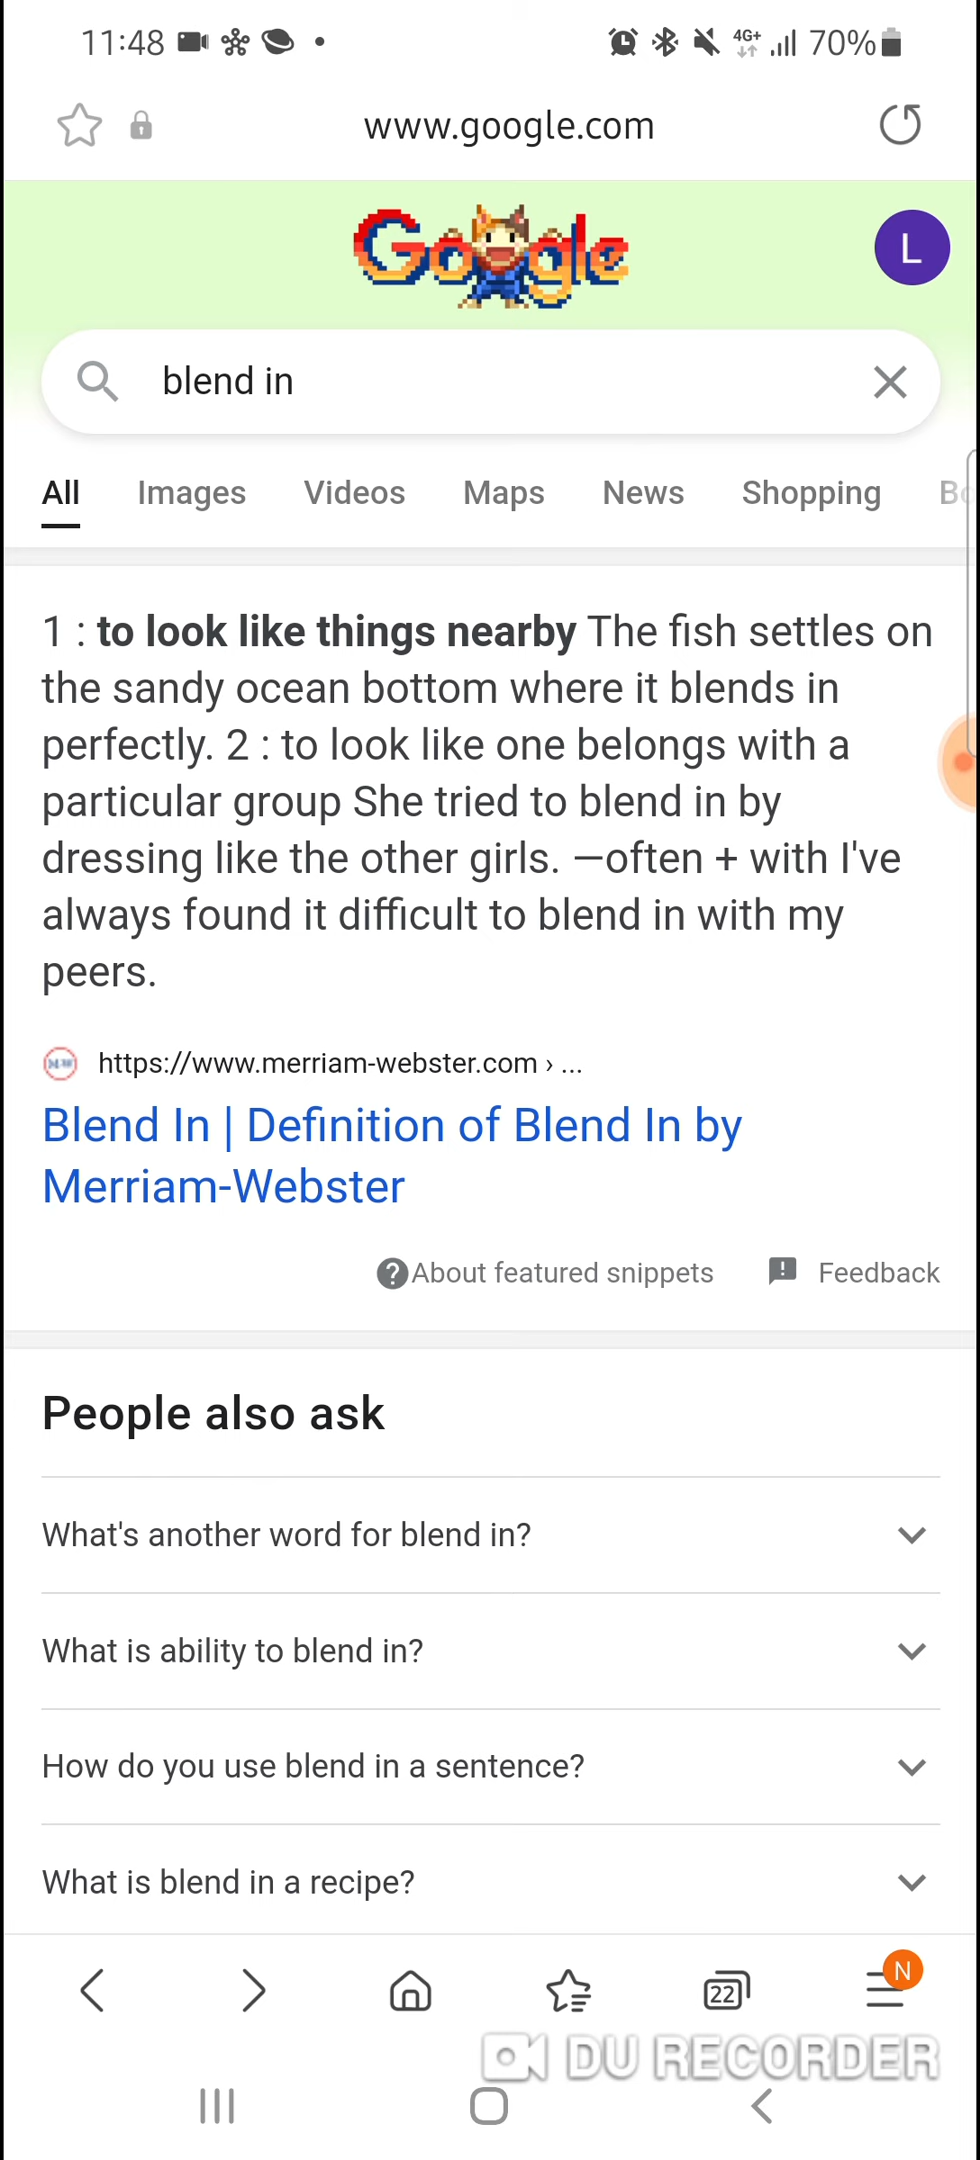 11:48 4G+ 70%
www.google.com
Google L
blend in
All Images Videos Maps News Shopping
1 : to look like things nearby The fish settles on
the sandy ocean bottom where it blends in
perfectly. 2 : to look like one belongs with a
particular group She tried to blend in by
dressing like the other girls. —often + with I've
always found it difficult to blend in with my
peers.
https://www.merriam-webster.com › ...
Blend In | Definition of Blend In by
Merriam-Webster
About featured snippets Feedback
People also ask
What's another word for blend in?
What is ability to blend in?
How do you use blend in a sentence?
What is blend in a recipe?
22 N
DU RECORDER